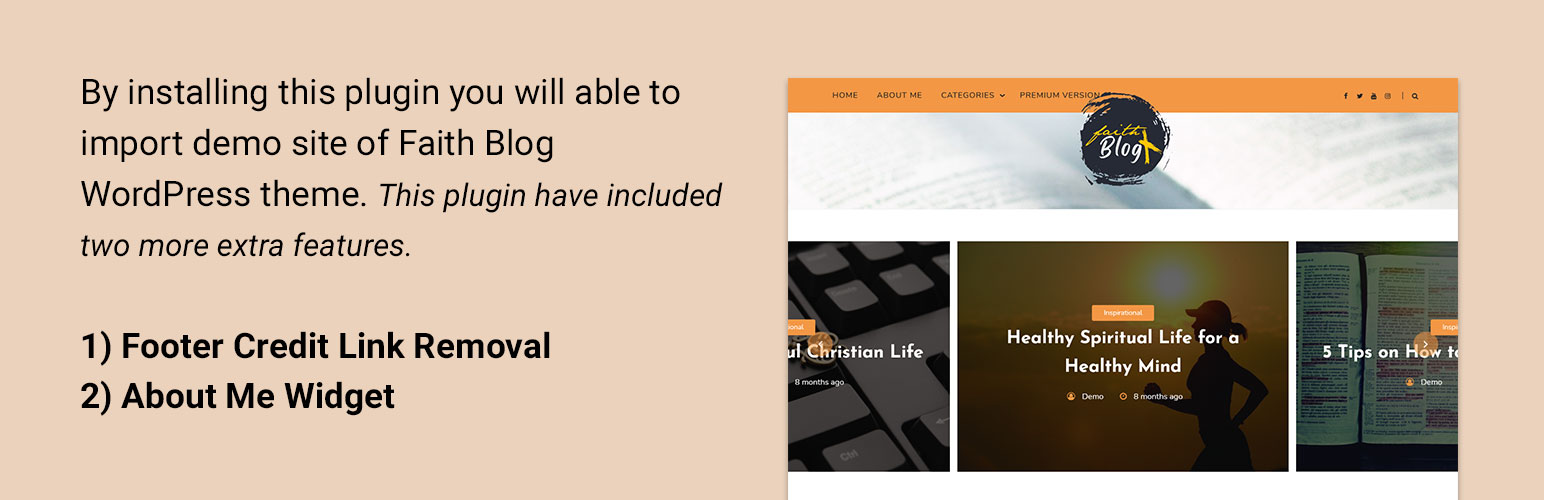 By installing this plugin you will able to
import demo site of Faith Blog
WordPress theme. This plugin have included
two more extra features.
1) Footer Credit Link Removal
2) About Me Widget
HOME ABOUT ME CATEGORIES PREMIUM VERSION
faith
Blog
Inspirational
Healthy Spiritual Life for a
Healthy Mind
Demo 8 months ago
ional
ul Christian Life
8 months ago
Ctrl
Inspi
5 Tips on How to
Demo